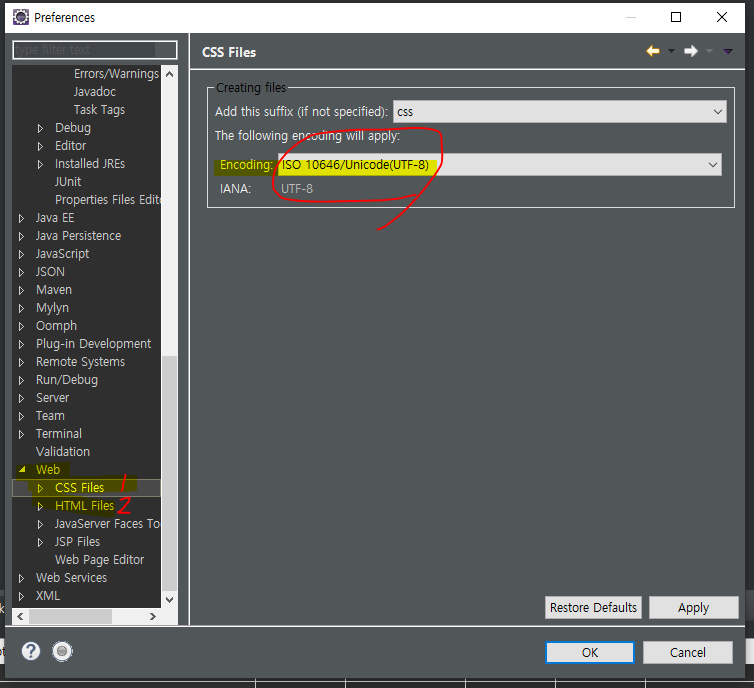 Preferences
type filter text
CSS Files
Errors/Warnings
Javadoc
Task Tags
Debug
Editor
Installed JREs
JUnit
Properties Files Edit
Java EE
Java Persistence
JavaScript
JSON
Maven
Mylyn
Oomph
Plug-in Development
Remote Systems
Run/Debug
Server
Team
Terminal
Validation
Web
CSS Files 1
HTML Files 2
JavaServer Faces To
JSP Files
Web Page Editor
Web Services
XML
Creating files
Add this suffix (if not specified): css
The following encoding will apply:
Encoding: ISO 10646/Unicode(UTF-8)
IANA: UTF-8
Restore Defaults Apply
OK Cancel